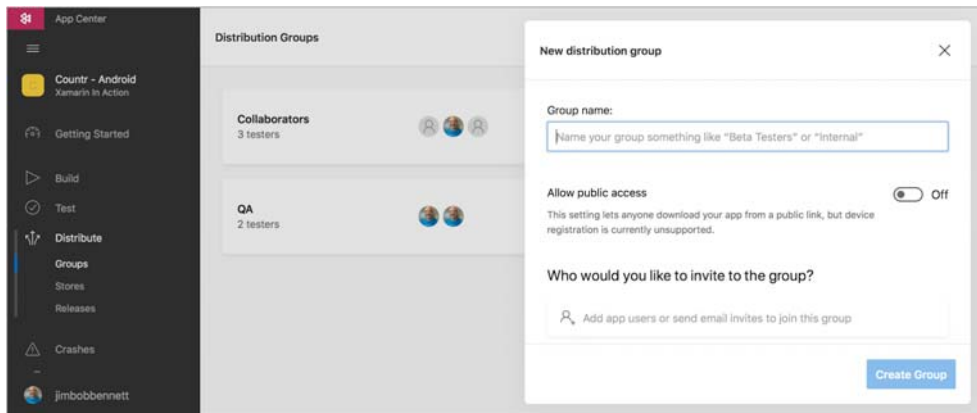 App Center
Countr - Android
Xamarin In Action
Getting Started
Build
Test
Distribute
Groups
Stores
Releases
Crashes
jimbobbennett
Distribution Groups
Collaborators
3 testers
QA
2 testers
New distribution group
Group name:
Name your group something like “Beta Testers” or “Internal”
Allow public access
Off
This setting lets anyone download your app from a public link, but device
registration is currently unsupported.
Who would you like to invite to the group?
Add app users or send email invites to join this group
Create Group